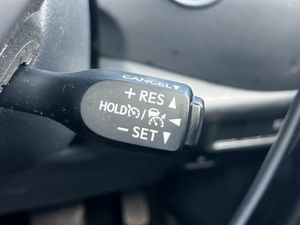 CANCEL
+ RES
HOLD /
− SET